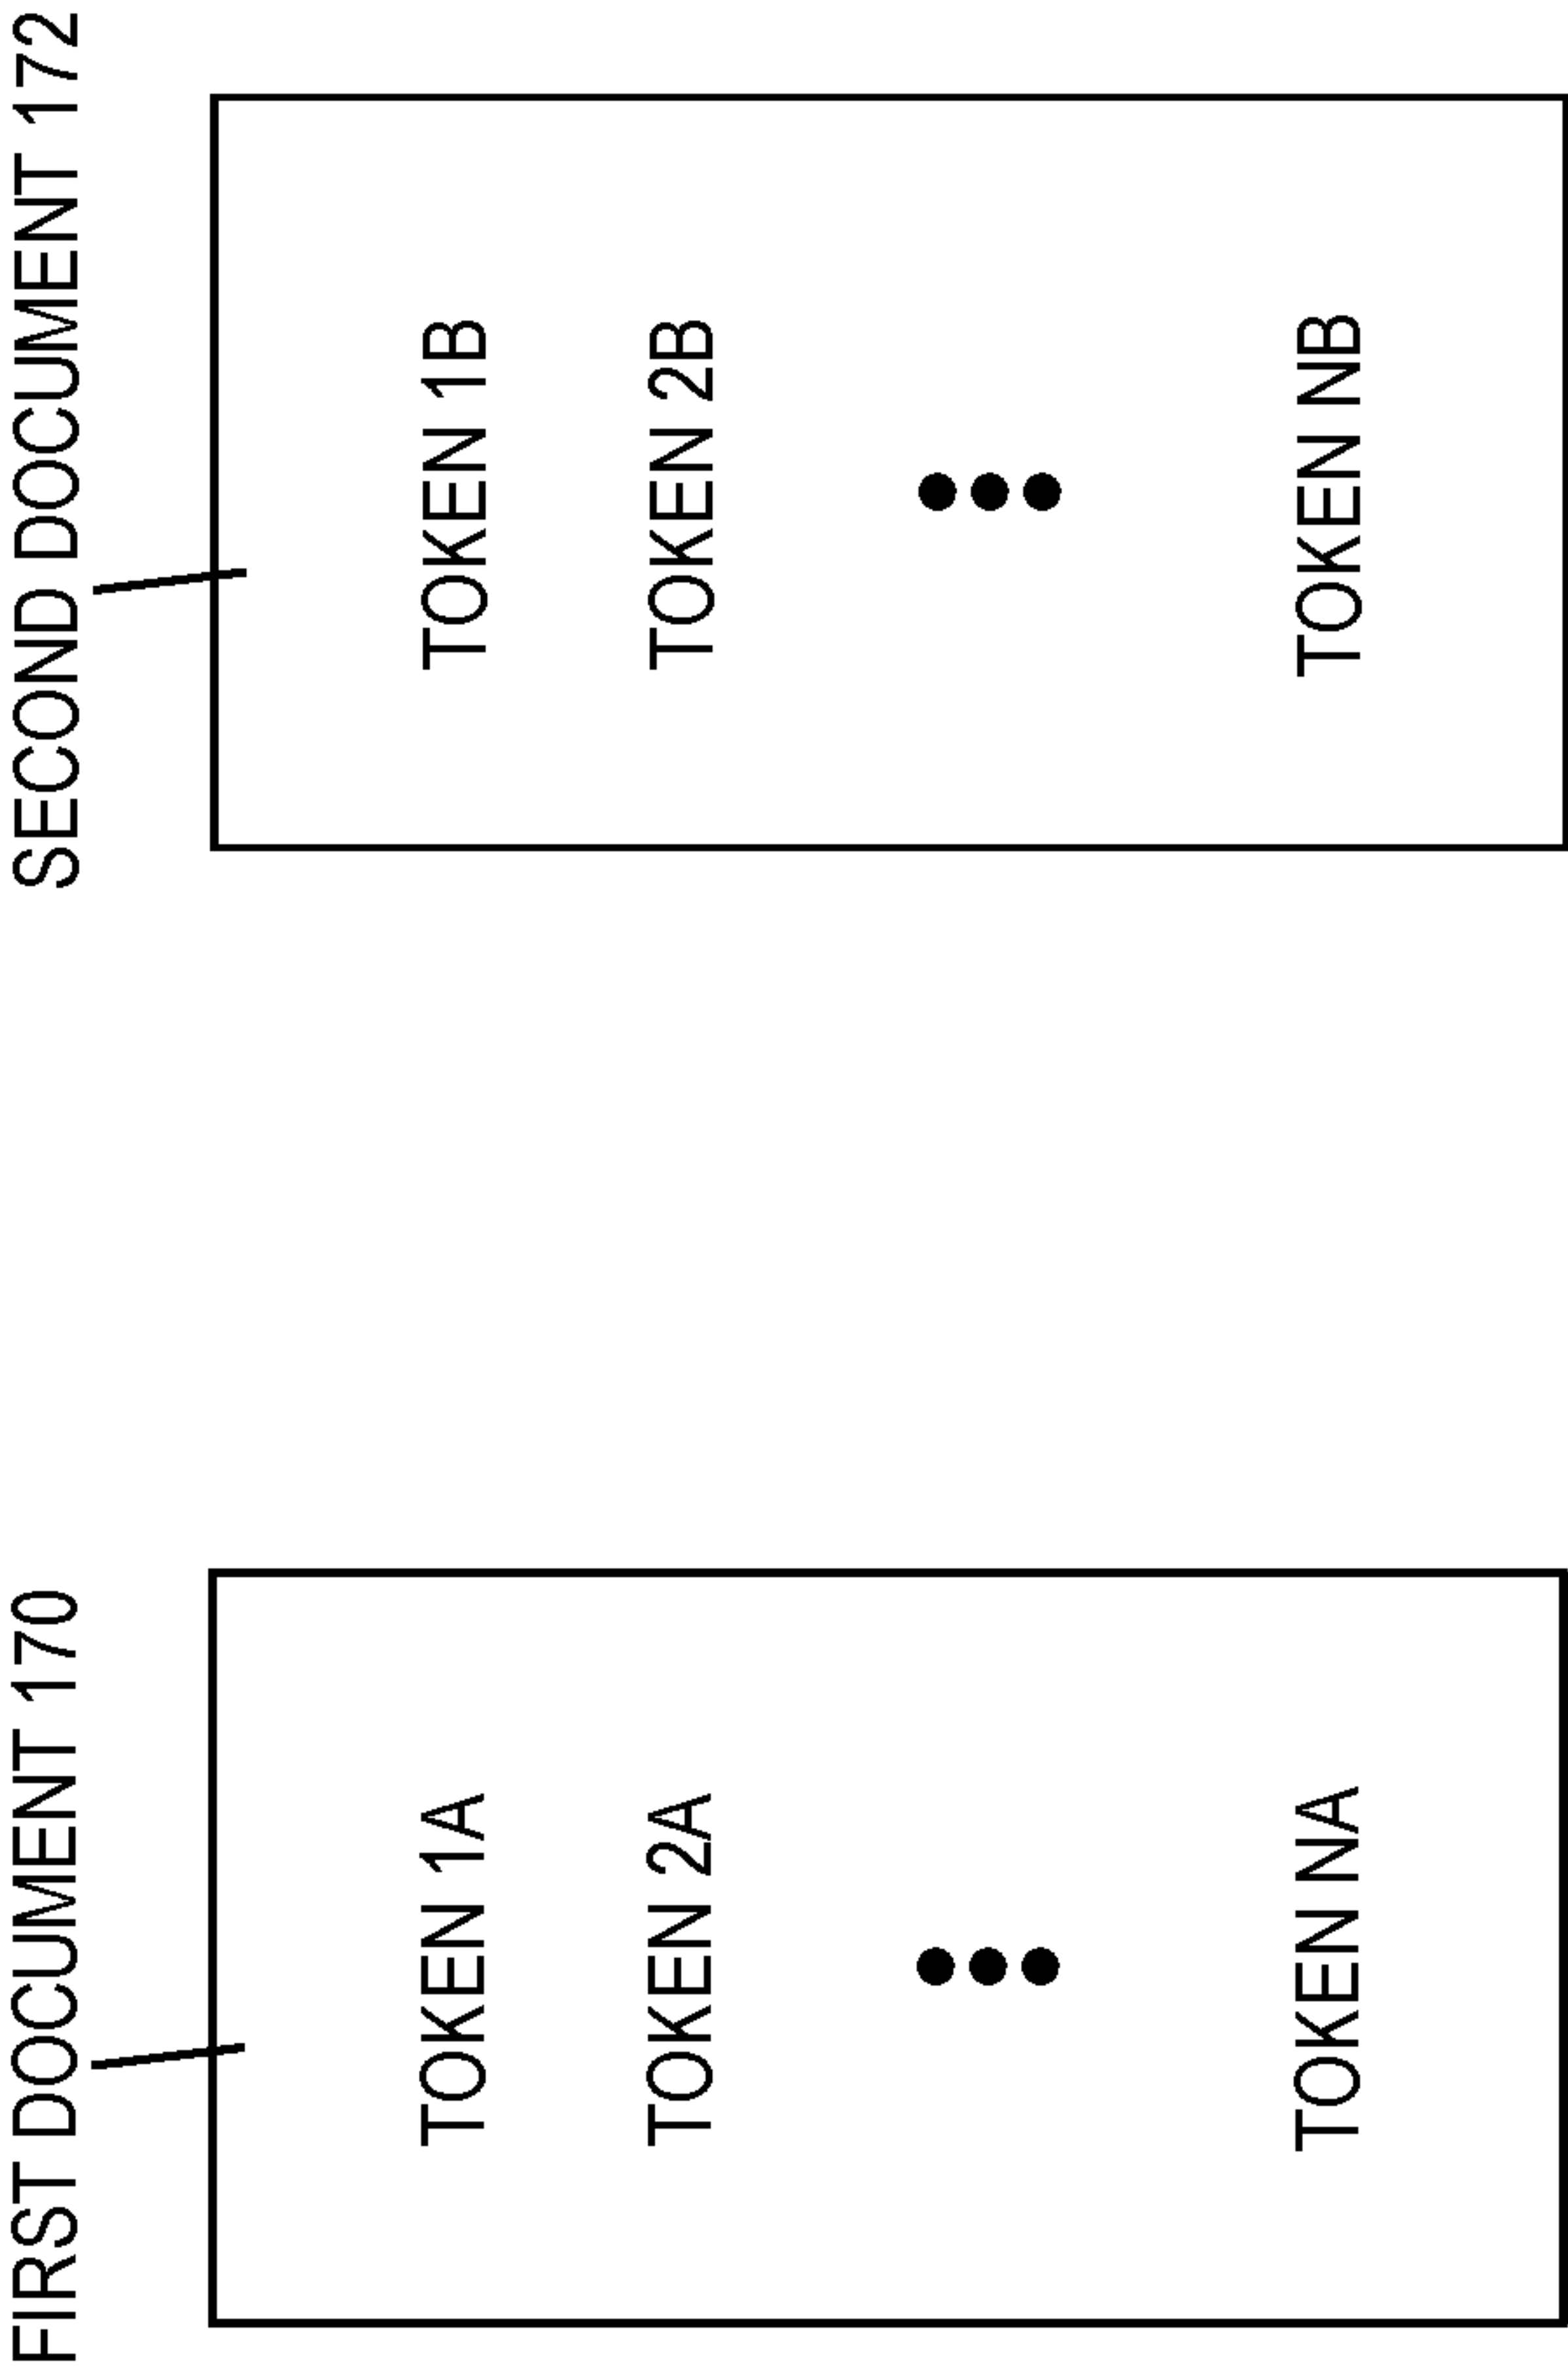 FIRST DOCUMENT 170
TOKEN 1A
TOKEN 2A
TOKEN NA
SECOND DOCUMENT 172
TOKEN 1B
TOKEN 2B
TOKEN NB